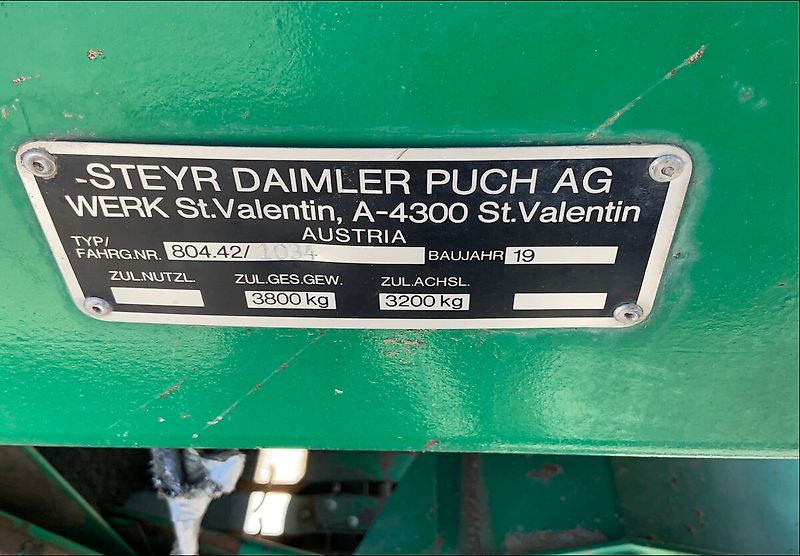 -STEYR DAIMLER PUCH AG
WERK St.Valentin, A-4300 St.Valentin
AUSTRIA
TYP/
FAHRG.NR. 804.42/ 1034 BAUJAHR 19
ZUL.NUTZL. ZUL.GES.GEW. ZUL.ACHSL.
3800 kg 3200 kg